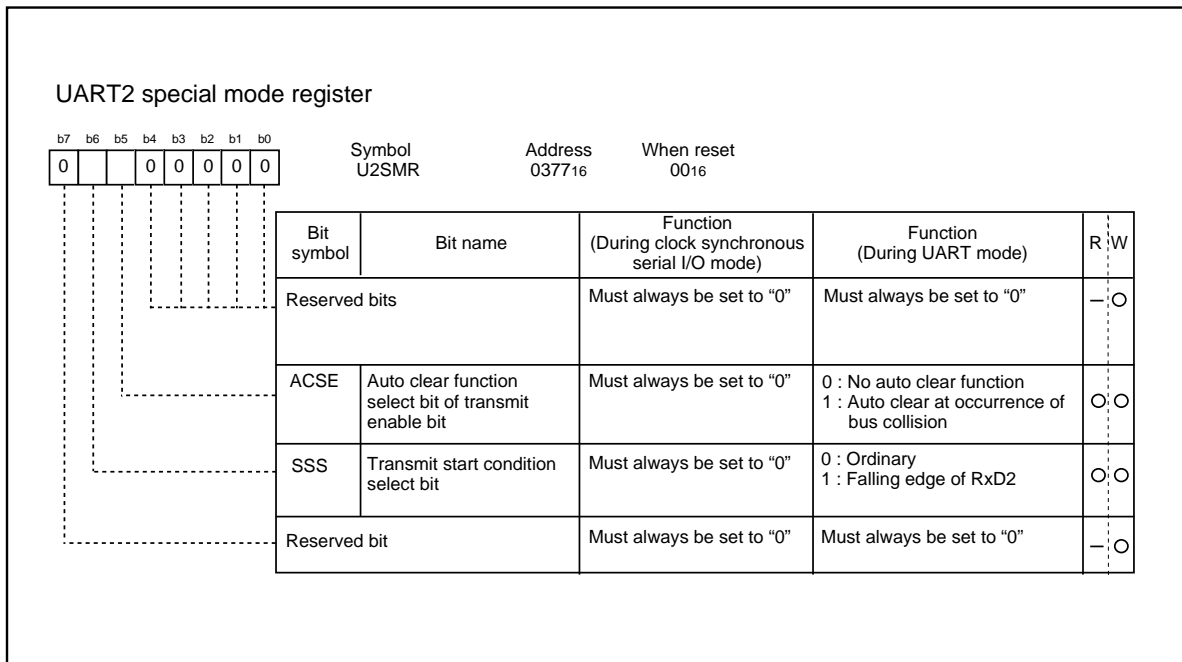 UART2 special mode register
b7 b6 b5 b4 b3 b2 b1 b0
0 0 0 0 0 0
Symbol Address When reset
U2SMR 037716 0016
Bit symbol Bit name Function (During clock synchronous serial I/O mode) Function (During UART mode) R W
Reserved bits Must always be set to “0” Must always be set to “0” – O
ACSE Auto clear function select bit of transmit enable bit Must always be set to “0” 0 : No auto clear function 1 : Auto clear at occurrence of bus collision O O
SSS Transmit start condition select bit Must always be set to “0” 0 : Ordinary 1 : Falling edge of RxD2 O O
Reserved bit Must always be set to “0” Must always be set to “0” – O